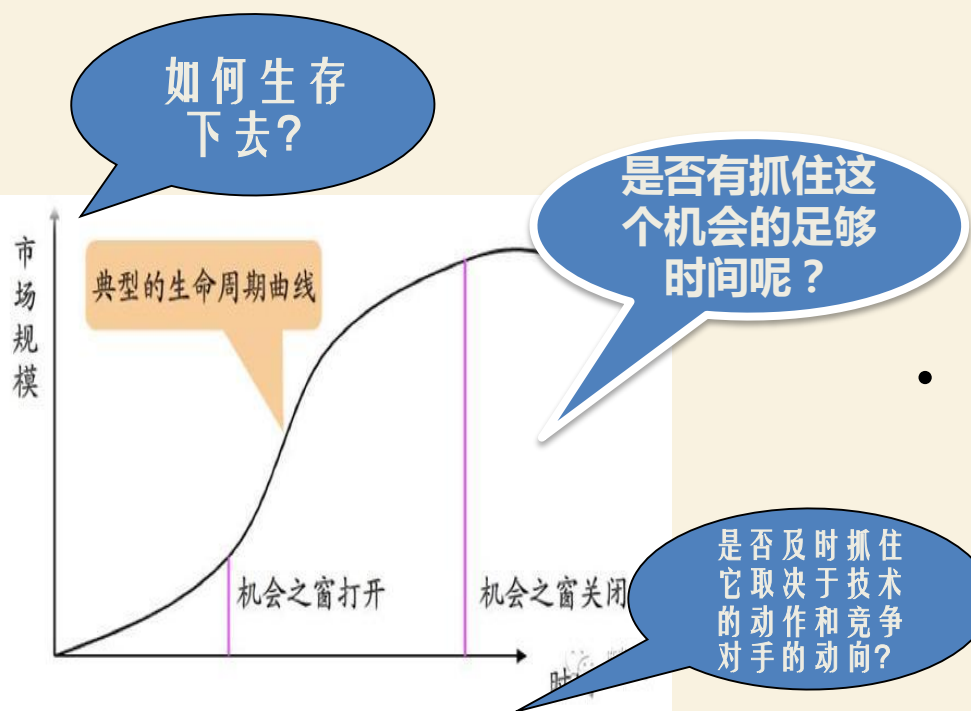 如何生存
下去?
是否有抓住这
个机会的足够
时间呢？
市场规模
典型的生命周期曲线
机会之窗打开
机会之窗关闭
是否及时抓住
它取决于技术
的动作和竞争
对手的动向?
时